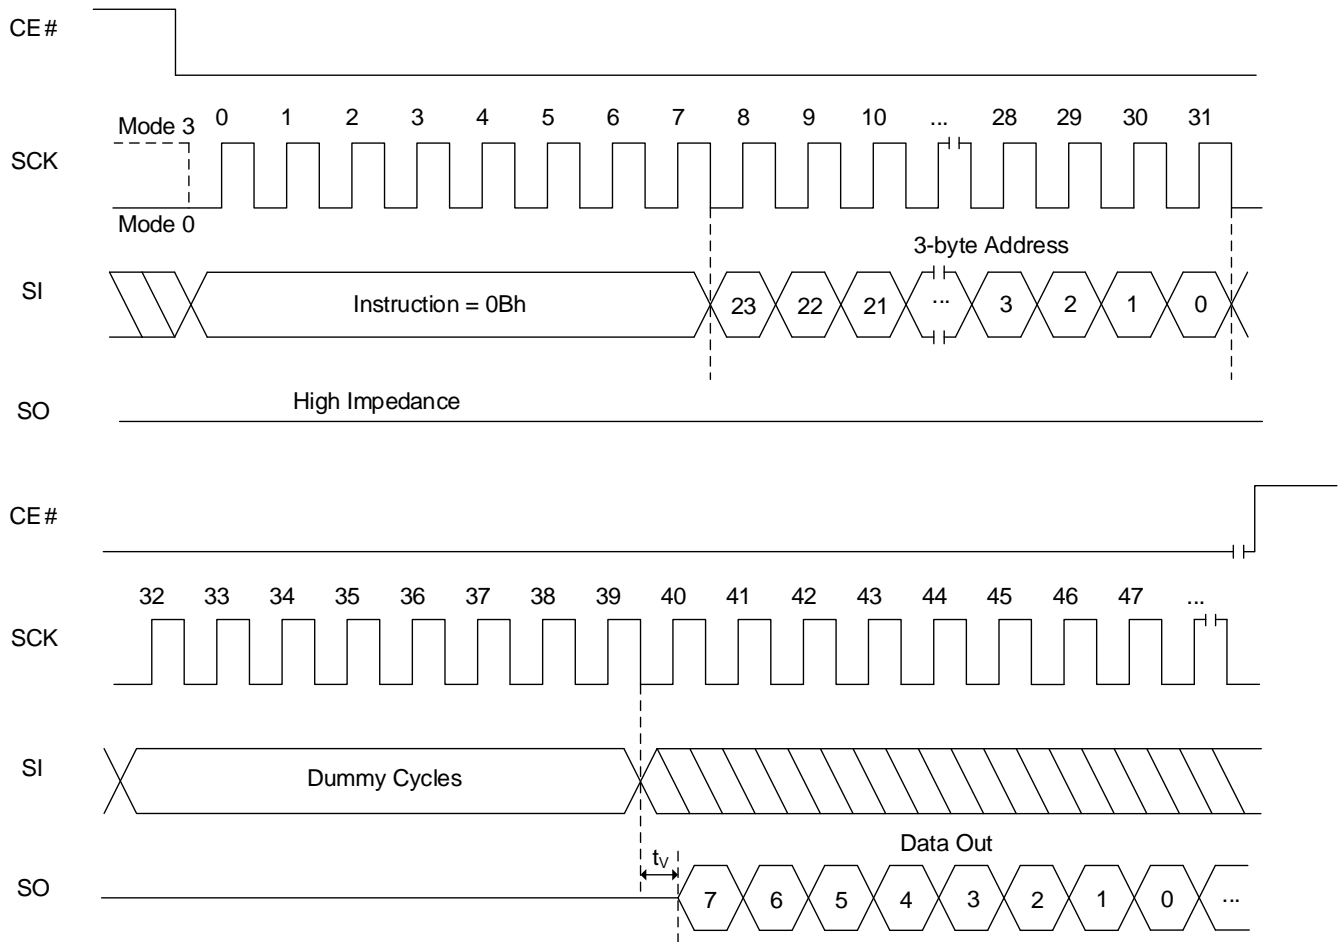 CE#
Mode 3 0 1 2 3 4 5 6 7 8 9 10 ... 28 29 30 31
SCK
Mode 0
3-byte Address
SI Instruction = 0Bh 23 22 21 ... 3 2 1 0
High Impedance
SO
CE#
32 33 34 35 36 37 38 39 40 41 42 43 44 45 46 47 ...
SCK
SI Dummy Cycles
Data Out
tV
SO 7 6 5 4 3 2 1 0 ...